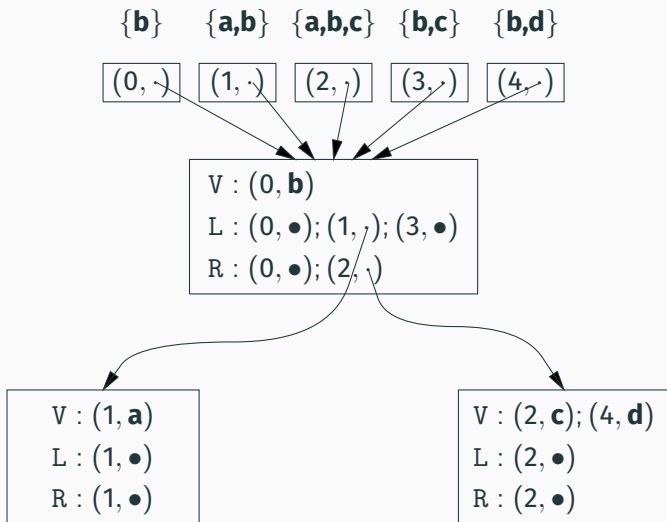 {b} {a,b} {a,b,c} {b,c} {b,d}
(0, ·) (1, ·) (2, ·) (3, ·) (4, ·)
V : (0, b)
L : (0, •); (1, ·); (3, •)
R : (0, •); (2, ·)
V : (1, a)
L : (1, •)
R : (1, •)
V : (2, c); (4, d)
L : (2, •)
R : (2, •)